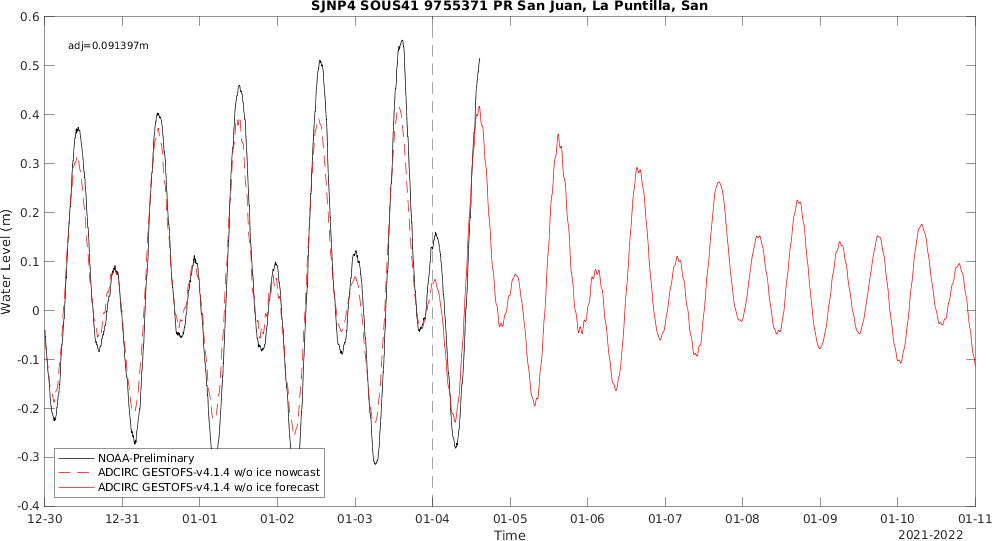 SJNP4 SOUS41 9755371 PR San Juan, La Puntilla, San
adj=0.091397m
Water Level (m)
0.6
0.5
0.4
0.3
0.2
0.1
0
-0.1
-0.2
-0.3
-0.4
NOAA-Preliminary
ADCIRC GESTOFS-v4.1.4 w/o ice nowcast
ADCIRC GESTOFS-v4.1.4 w/o ice forecast
12-30 12-31 01-01 01-02 01-03 01-04 01-05 01-06 01-07 01-08 01-09 01-10 01-11
Time
2021-2022